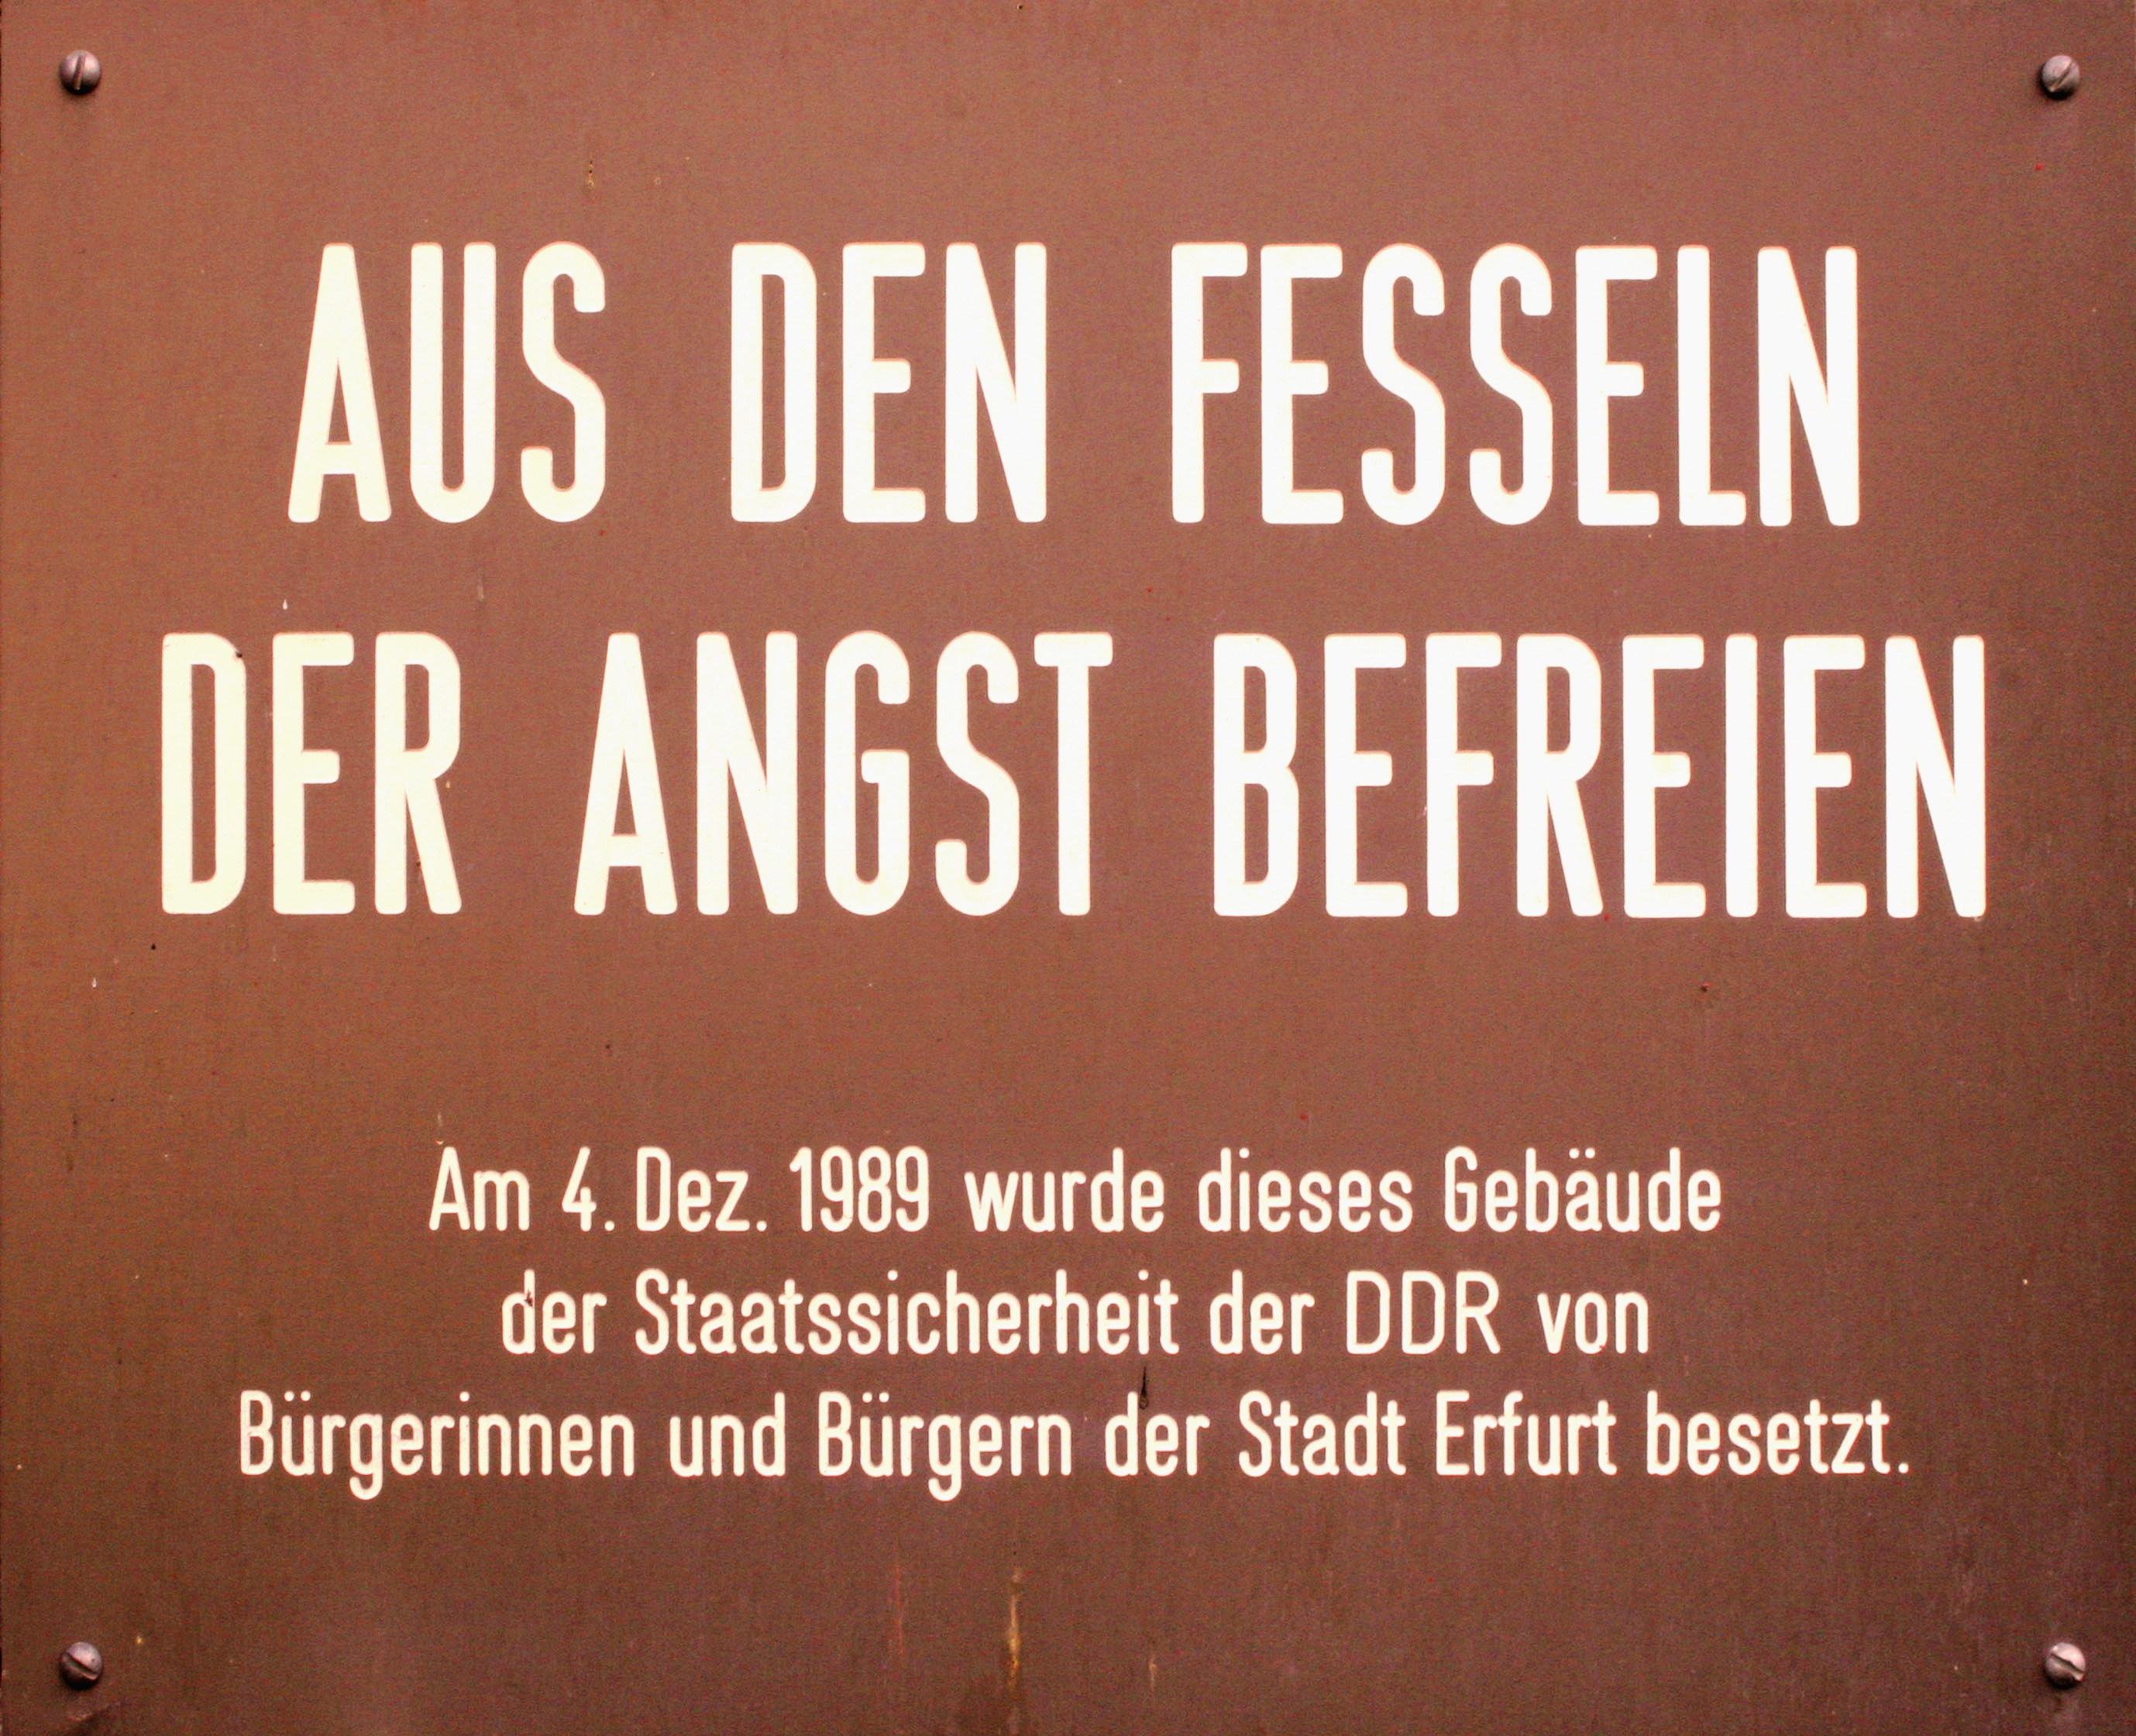 AUS DEN FESSELN
DER ANGST BEFREIEN
Am 4. Dez. 1989 wurde dieses Gebäude
der Staatssicherheit der DDR von
Bürgerinnen und Bürgern der Stadt Erfurt besetzt.